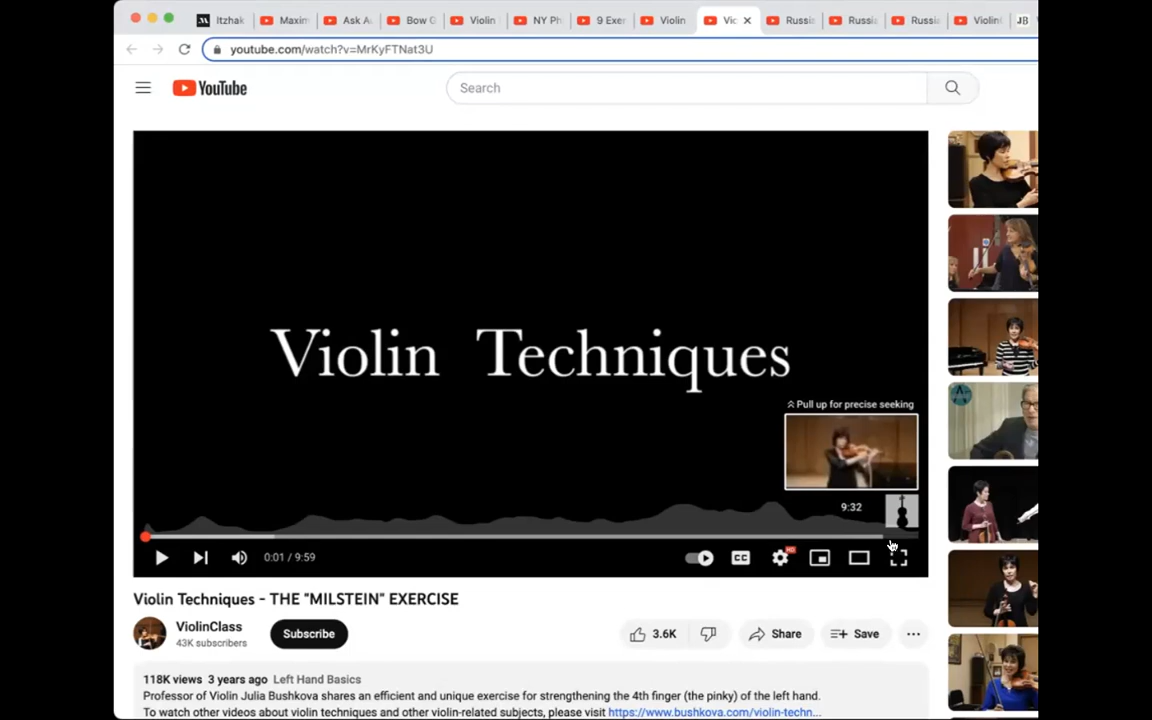 Itzhak
Maxim
Ask A
Bow G
Violin
NY Ph
9 Exer
Violin
Vic
Russia
Russia
Russia
Violin
JB
youtube.com/watch?v=MrKyFTNat3U
YouTube
Search
Violin Techniques
Pull up for precise seeking
9:32
0:01 / 9:59
CC
HD
Violin Techniques - THE "MILSTEIN" EXERCISE
ViolinClass
43K subscribers
Subscribe
3.6K
Share
Save
118K views 3 years ago Left Hand Basics
Professor of Violin Julia Bushkova shares an efficient and unique exercise for strengthening the 4th finger (the pinky) of the left hand.
To watch other videos about violin techniques and other violin-related subjects, please visit https://www.bushkova.com/violin-techn...